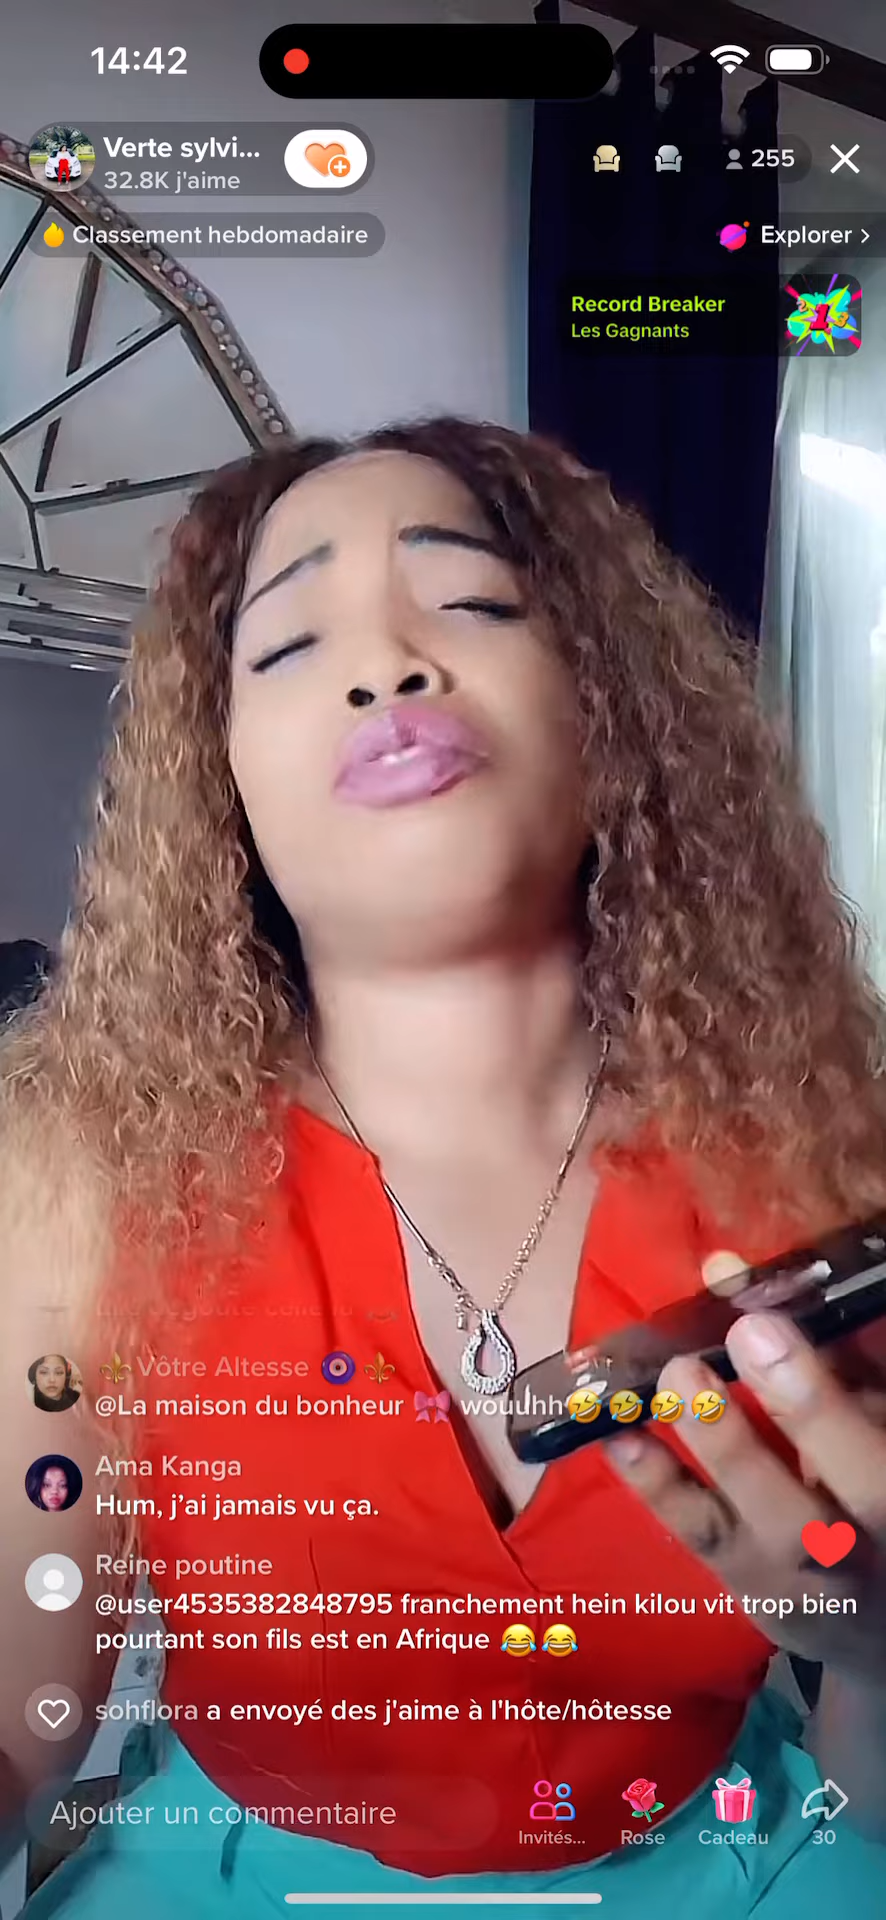 14:42
Verte sylvi...
32.8K j'aime
255
Classement hebdomadaire
Explorer >
Record Breaker
Les Gagnants
Vôtre Altesse
@La maison du bonheur 🎀 wouuhh🤣🤣🤣🤣
Ama Kanga
Hum, j’ai jamais vu ça.
Reine poutine
@user4535382848795 franchement hein kilou vit trop bien
pourtant son fils est en Afrique 😂😂
sohflora a envoyé des j'aime à l'hôte/hôtesse
Ajouter un commentaire
Invités...
Rose
Cadeau
30